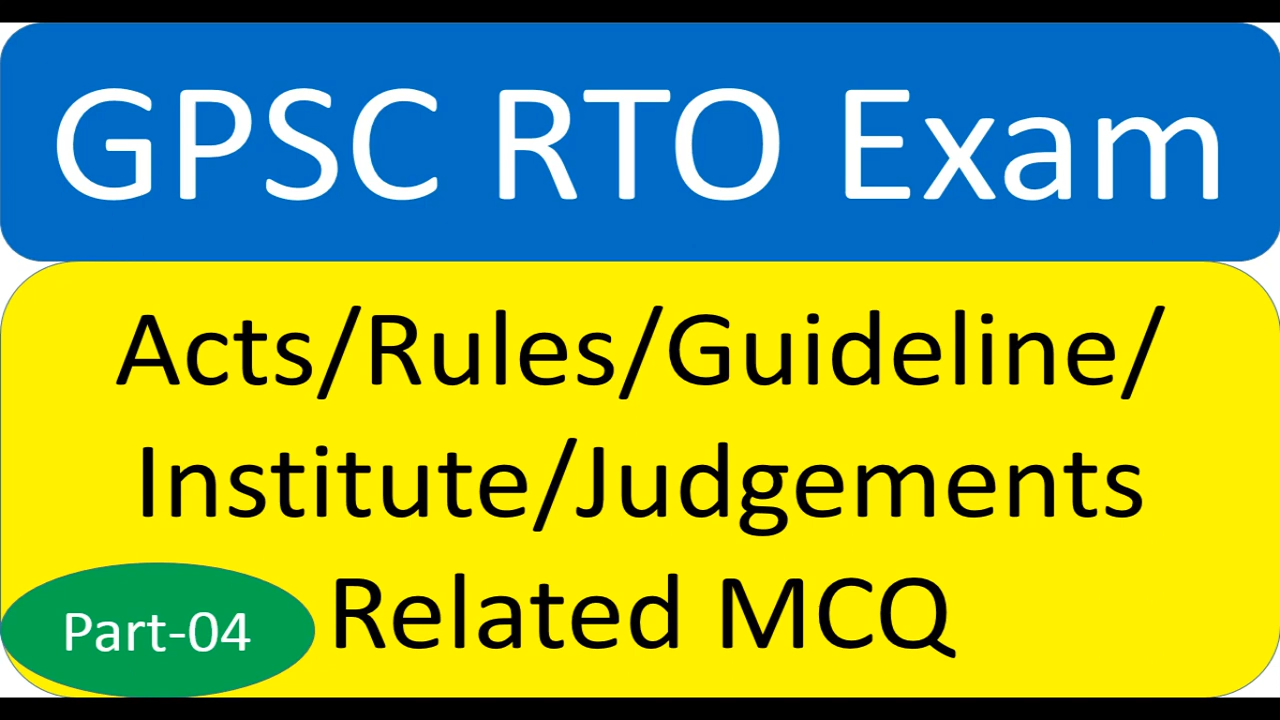 GPSC RTO Exam
Acts/Rules/Guideline/
Institute/Judgements
Related MCQ
Part-04